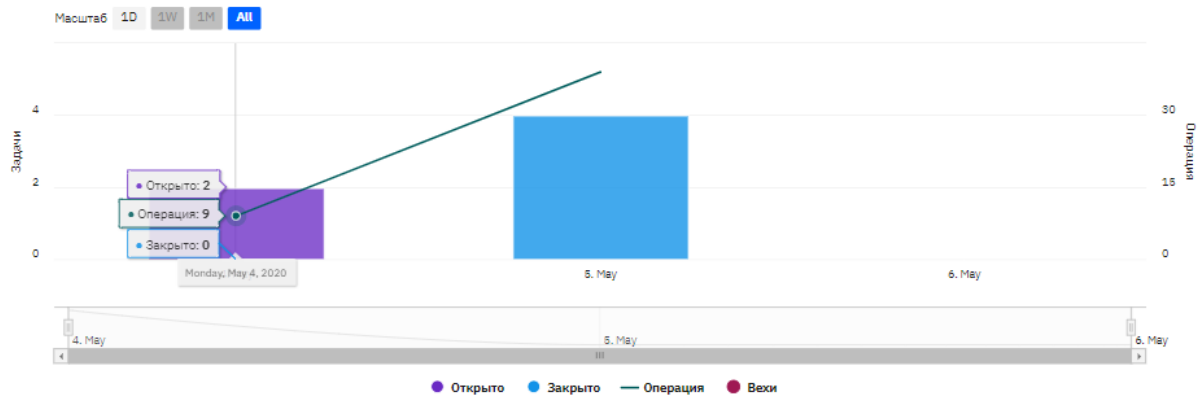 Масштаб 1D 1W 1M All
4
2
0
Задачи
30
15
0
Операция
Открыто: 2
Операция: 9
Закрыто: 0
Monday, May 4, 2020
5. May
6. May
4. May
5. May
6. May
Открыто Закрыто Операция Вехи